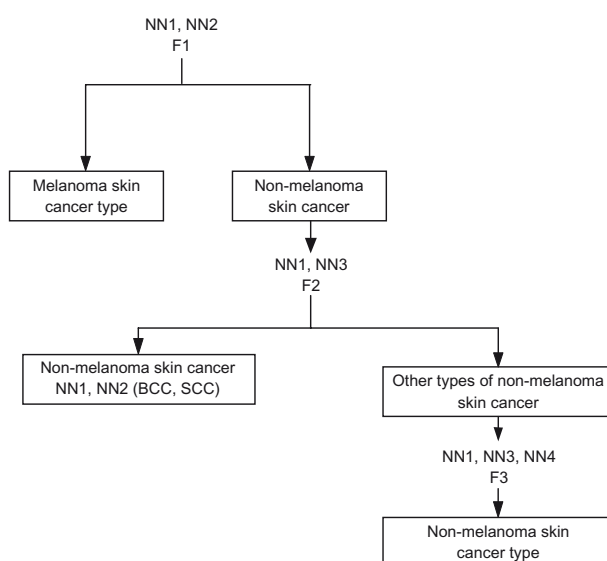 NN1, NN2
F1
Melanoma skin
cancer type
Non-melanoma
skin cancer
NN1, NN3
F2
Non-melanoma skin cancer
NN1, NN2 (BCC, SCC)
Other types of non-melanoma
skin cancer
NN1, NN3, NN4
F3
Non-melanoma skin
cancer type